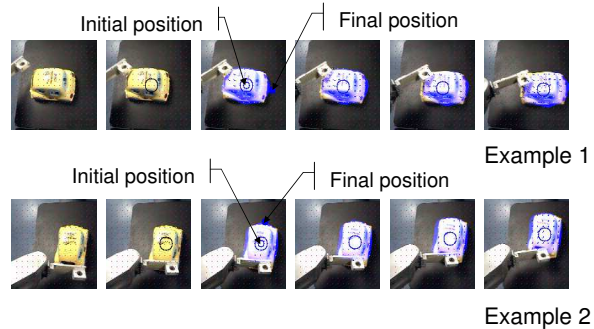 Initial position
Final position
Example 1
Initial position
Final position
Example 2